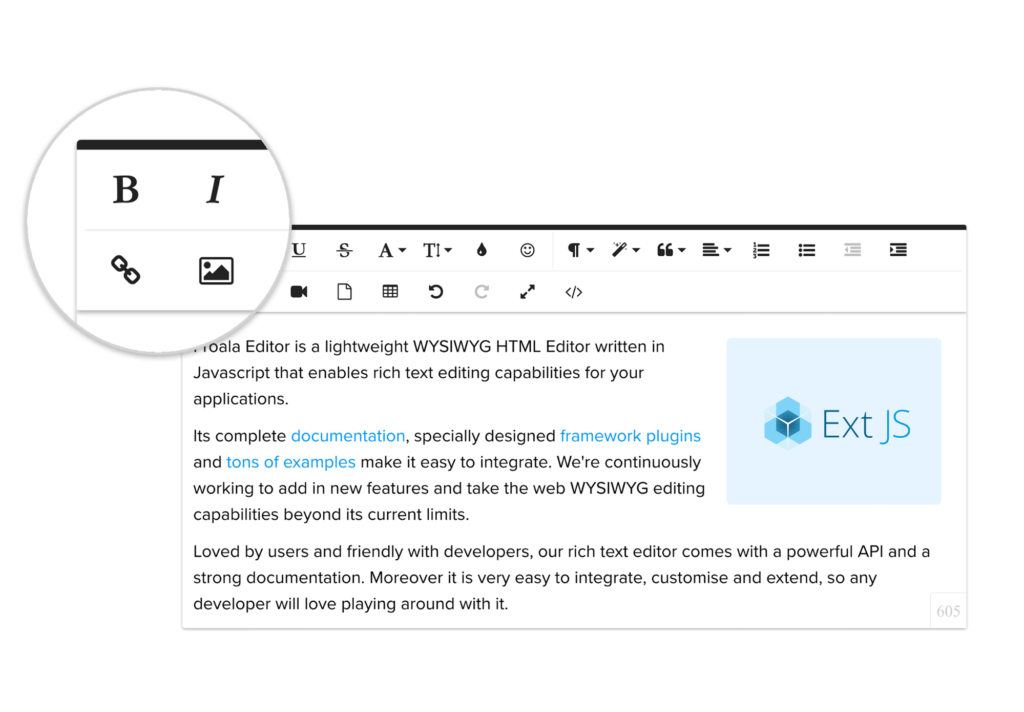 B I
U S A T
Froala Editor is a lightweight WYSIWYG HTML Editor written in
Javascript that enables rich text editing capabilities for your
applications.
Ext JS
Its complete documentation, specially designed framework plugins
and tons of examples make it easy to integrate. We're continuously
working to add in new features and take the web WYSIWYG editing
capabilities beyond its current limits.
Loved by users and friendly with developers, our rich text editor comes with a powerful API and a
strong documentation. Moreover it is very easy to integrate, customise and extend, so any
developer will love playing around with it.
605